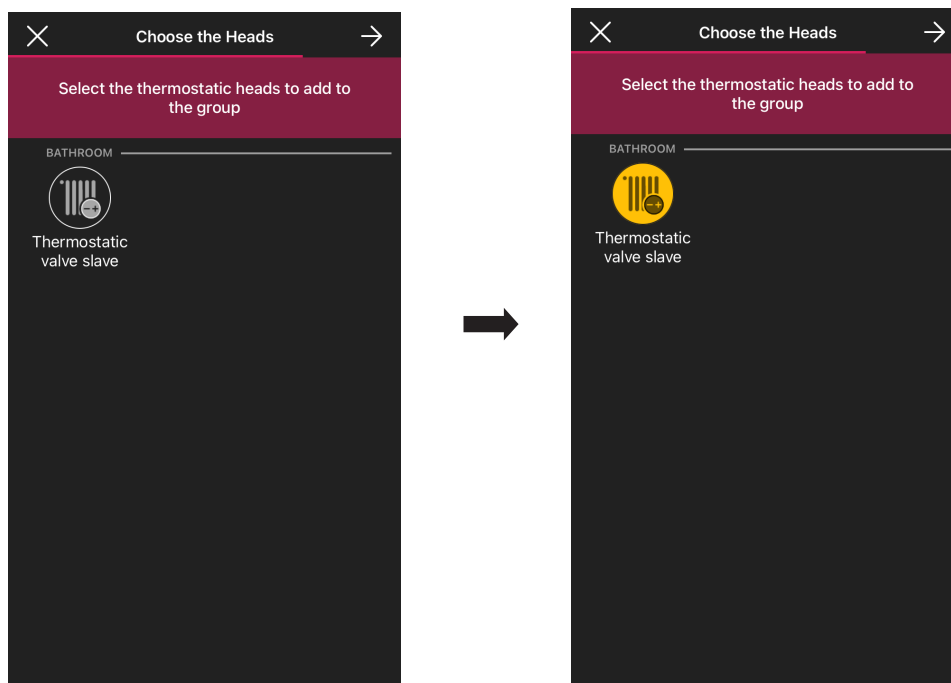 Choose the Heads
Select the thermostatic heads to add to
the group
BATHROOM
Thermostatic
valve slave
Choose the Heads
Select the thermostatic heads to add to
the group
BATHROOM
Thermostatic
valve slave